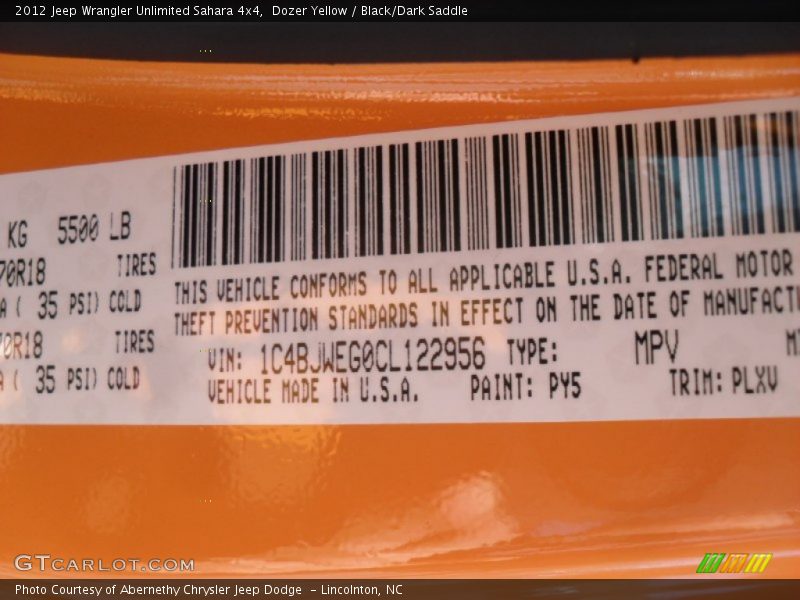 2012 Jeep Wrangler Unlimited Sahara 4x4,  Dozer Yellow / Black/Dark Saddle
KG 5500 LB
70R18 TIRES
A ( 35 PSI) COLD
70R18 TIRES
A ( 35 PSI) COLD
THIS VEHICLE CONFORMS TO ALL APPLICABLE U.S.A. FEDERAL MOTOR
THEFT PREVENTION STANDARDS IN EFFECT ON THE DATE OF MANUFACT
VIN: 1C4BJWEG0CL122956 TYPE: MPV
VEHICLE MADE IN U.S.A. PAINT: PY5 TRIM: PLXV
GTCARLOT.COM
Photo Courtesy of Abernethy Chrysler Jeep Dodge  - Lincolnton, NC